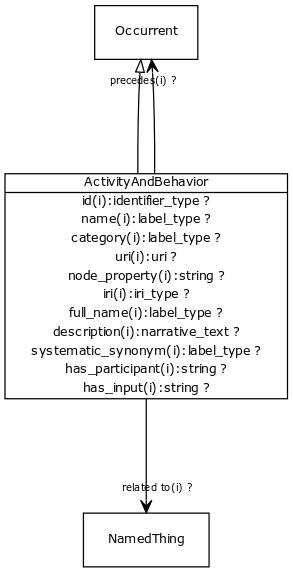 Occurrent
precedes(i) ?
ActivityAndBehavior
id(i):identifier_type ?
name(i):label_type ?
category(i):label_type ?
uri(i):uri ?
node_property(i):string ?
iri(i):iri_type ?
full_name(i):label_type ?
description(i):narrative_text ?
systematic_synonym(i):label_type ?
has_participant(i):string ?
has_input(i):string ?
related to(i) ?
NamedThing